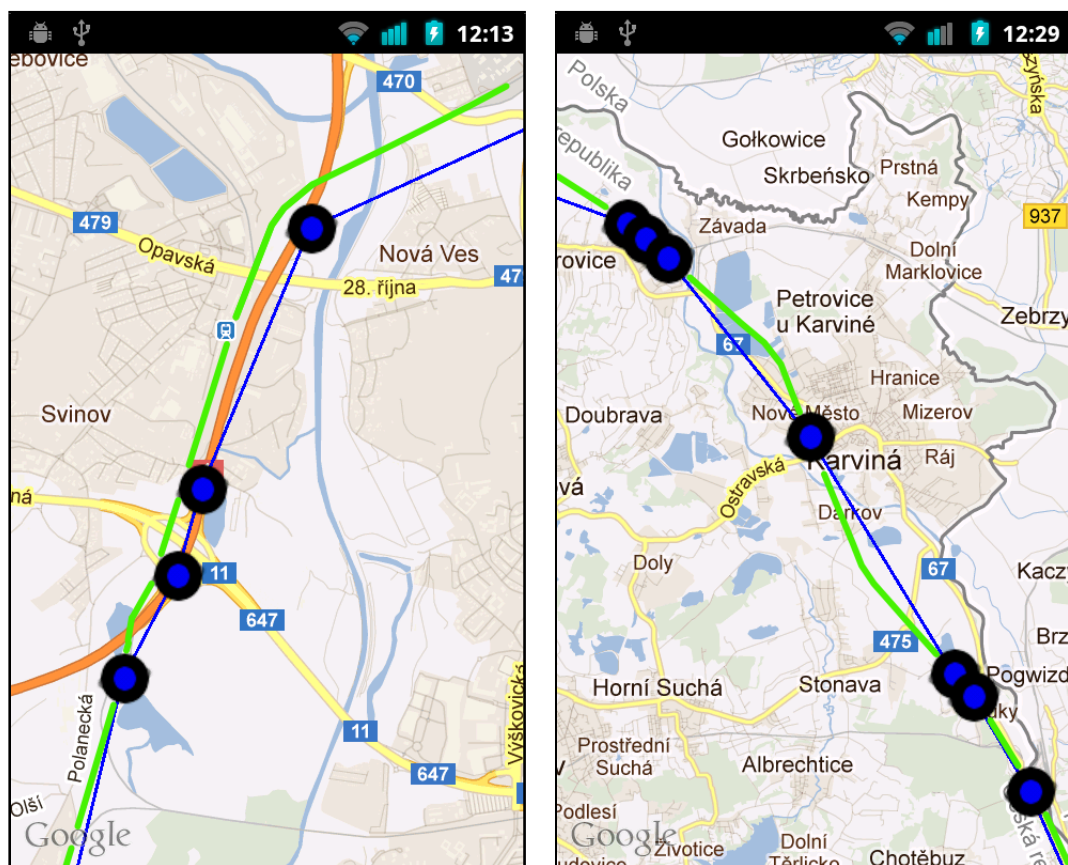 12:13
ebovice
470
479
Opavská
Nová Ves
47
28. října
Svinov
ná
11
647
Polanecká
11
Výškovická
647
Olší
Google
12:29
Polska
republika
Gołkowice
Skrbeńsko
Prstná
Kempy
szyńska
937
Závada
rovice
Dolní
Marklovice
Petrovice
u Karviné
Zebrzy
67
Hranice
Doubrava
Nové Město
Mizerov
Karviná
Ráj
Ostravská
vá
Darkov
Doly
67
Kaczy
475
Brz
Pogwizd
Horní Suchá
Stonava
uky
Prostřední
Suchá
Albrechtice
v
Podlesí
Google
Životice
Dolní
Těrlicko
Chotěbuz
udovice